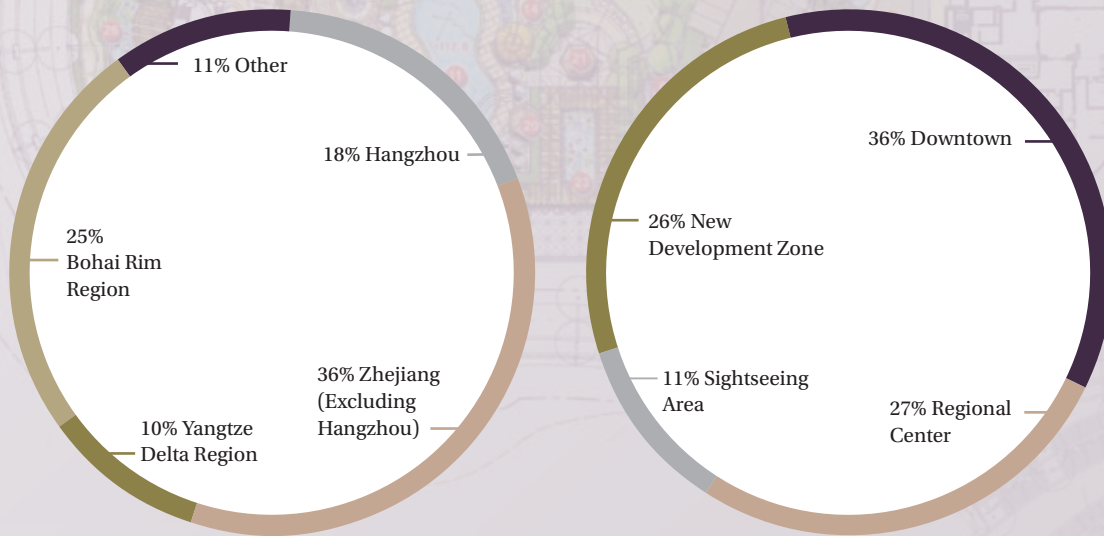 11% Other
18% Hangzhou
25%
Bohai Rim
Region
36% Zhejiang
(Excluding
Hangzhou)
10% Yangtze
Delta Region
36% Downtown
26% New
Development Zone
11% Sightseeing
Area
27% Regional
Center